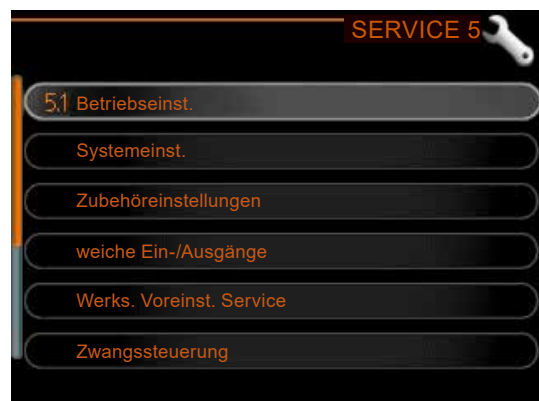 SERVICE 5
5.1 Betriebseinst.
Systemeinst.
Zubehöreinstellungen
weiche Ein-/Ausgänge
Werks. Voreinst. Service
Zwangssteuerung